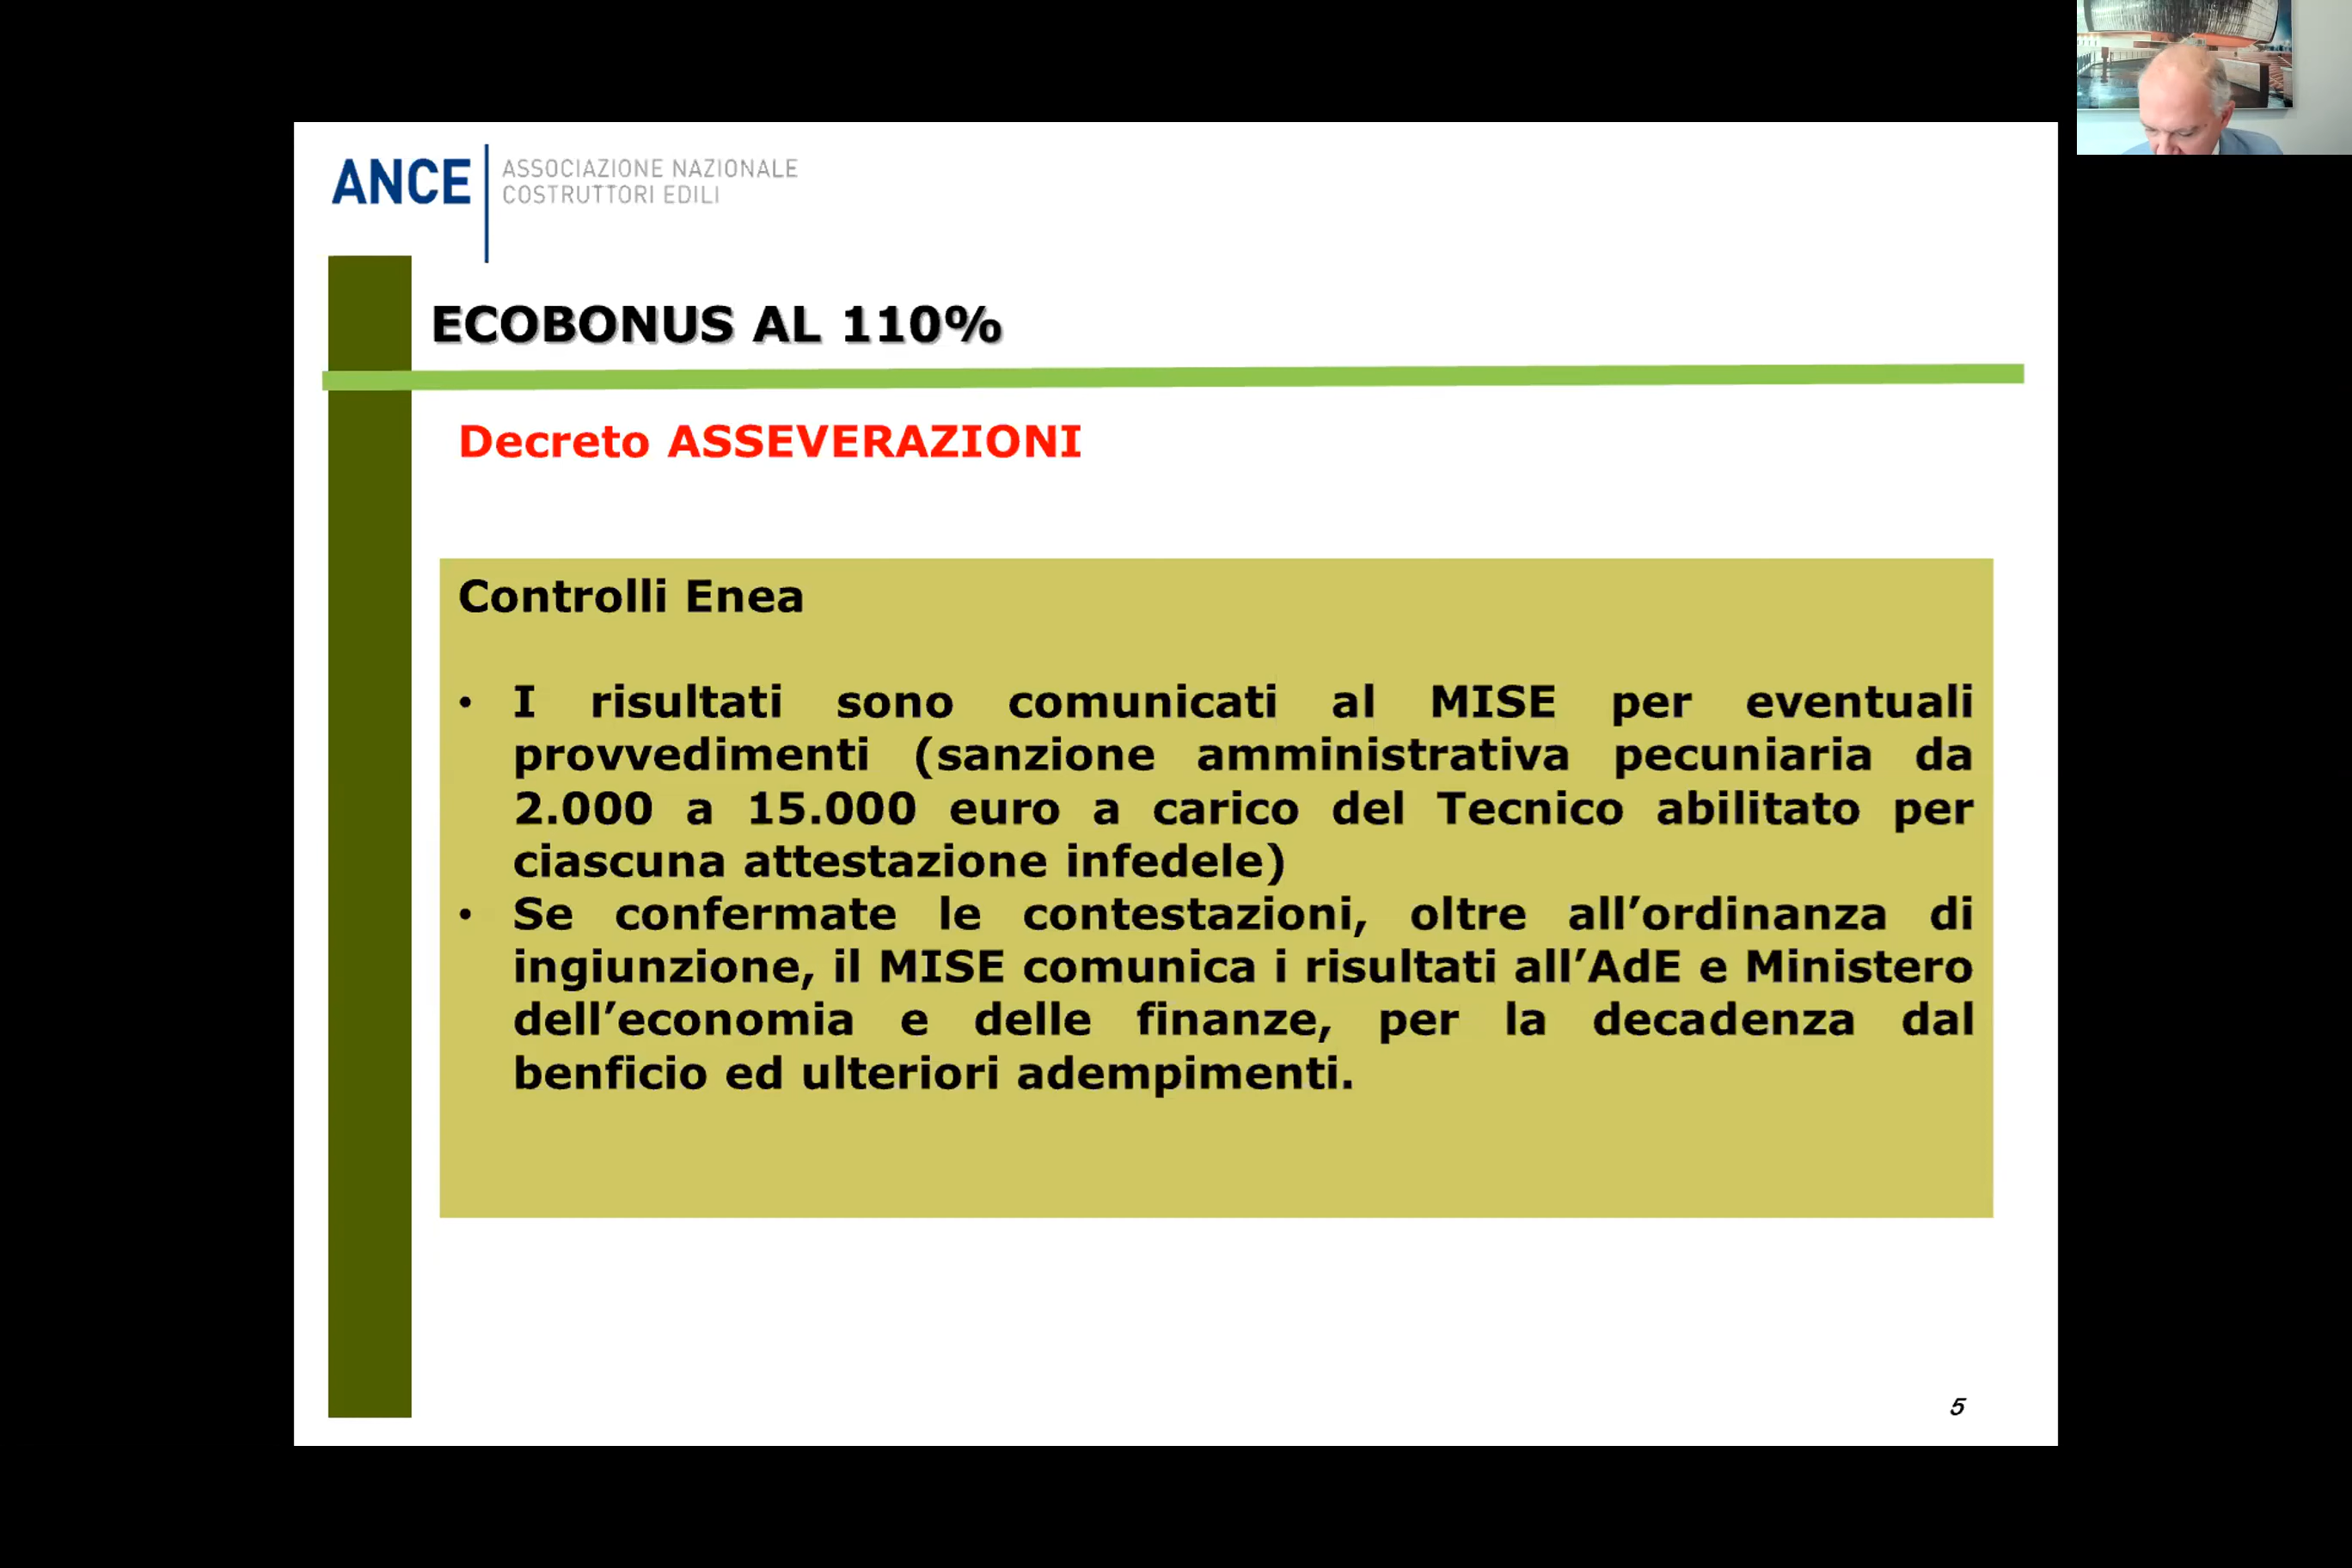 ANCE
ASSOCIAZIONE NAZIONALE
COSTRUTTORI EDILI
ECOBONUS AL 110%
Decreto ASSEVERAZIONI
Controlli Enea
• I risultati sono comunicati al MISE per eventuali
provvedimenti (sanzione amministrativa pecuniaria da
2.000 a 15.000 euro a carico del Tecnico abilitato per
ciascuna attestazione infedele)
• Se confermate le contestazioni, oltre all’ordinanza di
ingiunzione, il MISE comunica i risultati all’AdE e Ministero
dell’economia e delle finanze, per la decadenza dal
benficio ed ulteriori adempimenti.
5